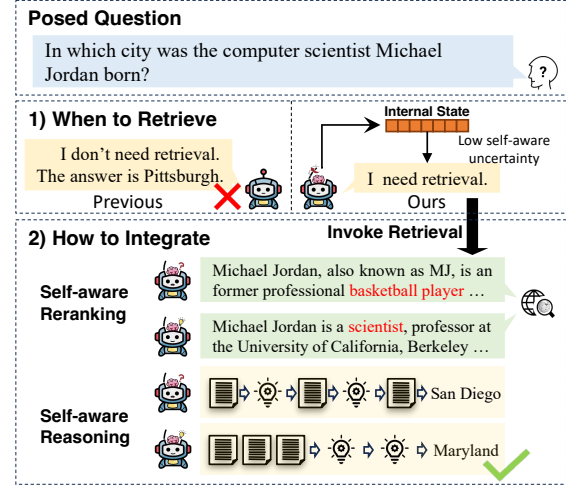 Posed Question
In which city was the computer scientist Michael
Jordan born?
?
1) When to Retrieve
I don't need retrieval.
The answer is Pittsburgh.
Previous
Internal State
Low self-aware
uncertainty
I need retrieval.
Ours
Invoke Retrieval
2) How to Integrate
Self-aware
Reranking
Michael Jordan, also known as MJ, is an
former professional basketball player ...
Michael Jordan is a scientist, professor at
the University of California, Berkeley ...
Self-aware
Reasoning
San Diego
Maryland